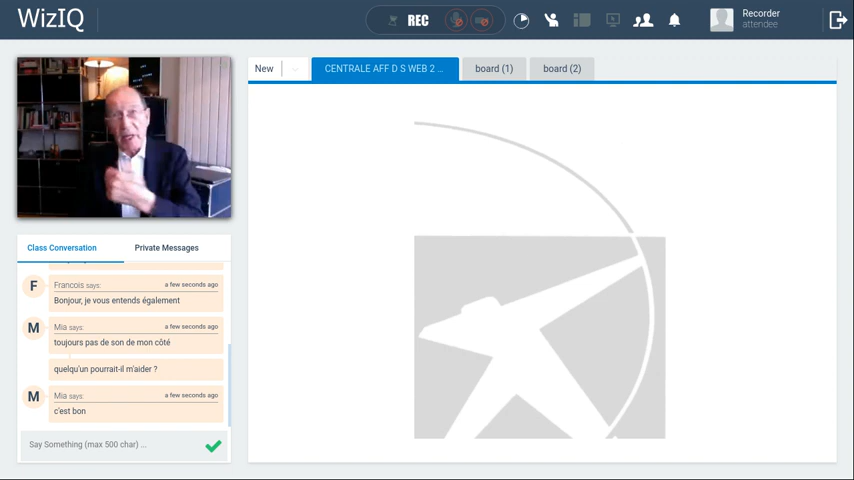 WizIQ
REC
Recorder
attendee
New
CENTRALE AFF D S WEB 2 ...
board (1)
board (2)
Class Conversation
Private Messages
F
Francois says:
a few seconds ago
Bonjour, je vous entends également
M
Mia says:
a few seconds ago
toujours pas de son de mon côté
quelqu'un pourrait-il m'aider ?
M
Mia says:
a few seconds ago
c'est bon
Say Something (max 500 char) ...